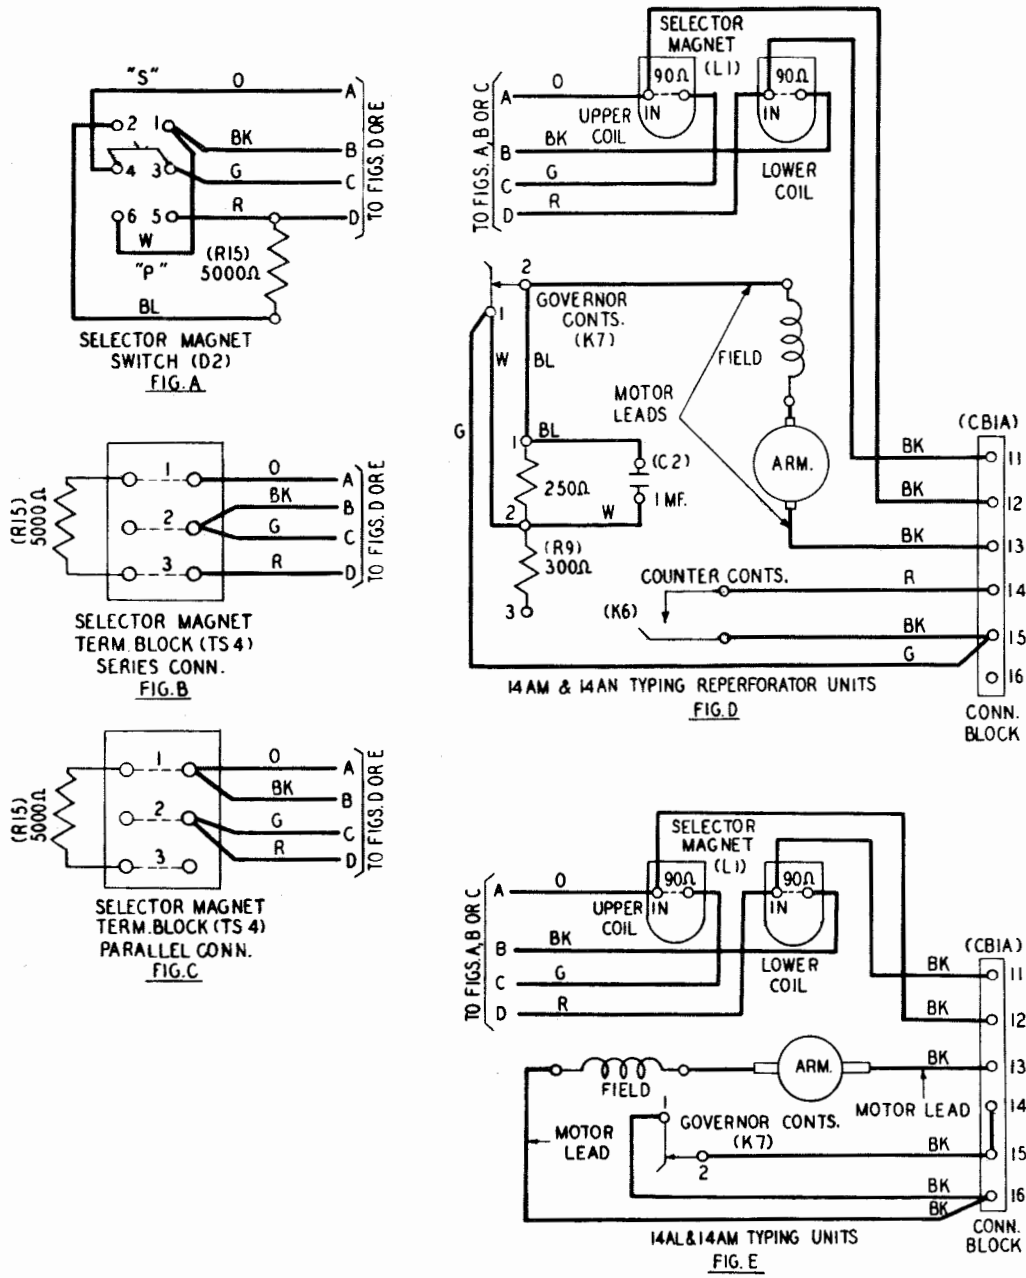 "S"
O
A
2
1
BK
B
4
3
G
C
6
5
R
D
W
"P"
(R15)
5000Ω
BL
TO FIGS. D OR E
SELECTOR MAGNET
SWITCH (D2)
FIG. A
1
O
A
BK
B
2
G
C
3
R
D
(R15)
5000Ω
TO FIGS. D OR E
SELECTOR MAGNET
TERM. BLOCK (TS 4)
SERIES CONN.
FIG. B
1
O
A
BK
B
2
G
C
R
D
3
(R15)
5000Ω
TO FIGS. D OR E
SELECTOR MAGNET
TERM. BLOCK (TS 4)
PARALLEL CONN.
FIG. C
SELECTOR
MAGNET
(L1)
90Ω
90Ω
IN
IN
UPPER
COIL
LOWER
COIL
TO FIGS. A, B OR C
A
O
B
BK
C
G
D
R
2
1
GOVERNOR
CONTS.
(K7)
FIELD
MOTOR
LEADS
W
BL
G
1
BL
(C2)
1 MF.
250Ω
2
W
(R9)
300Ω
3
ARM.
COUNTER CONTS.
(K6)
(CB1A)
BK
11
BK
12
BK
13
R
14
BK
15
G
16
CONN.
BLOCK
14AM & 14AN TYPING REPERFORATOR UNITS
FIG. D
SELECTOR
MAGNET
(L1)
90Ω
90Ω
IN
IN
UPPER
COIL
LOWER
COIL
TO FIGS. A, B OR C
A
O
B
BK
C
G
D
R
FIELD
ARM.
MOTOR
LEAD
MOTOR LEAD
1
GOVERNOR CONTS.
(K7)
2
(CB1A)
BK
11
BK
12
BK
13
14
BK
15
BK
16
BK
CONN.
BLOCK
14AL & 14AM TYPING UNITS
FIG. E